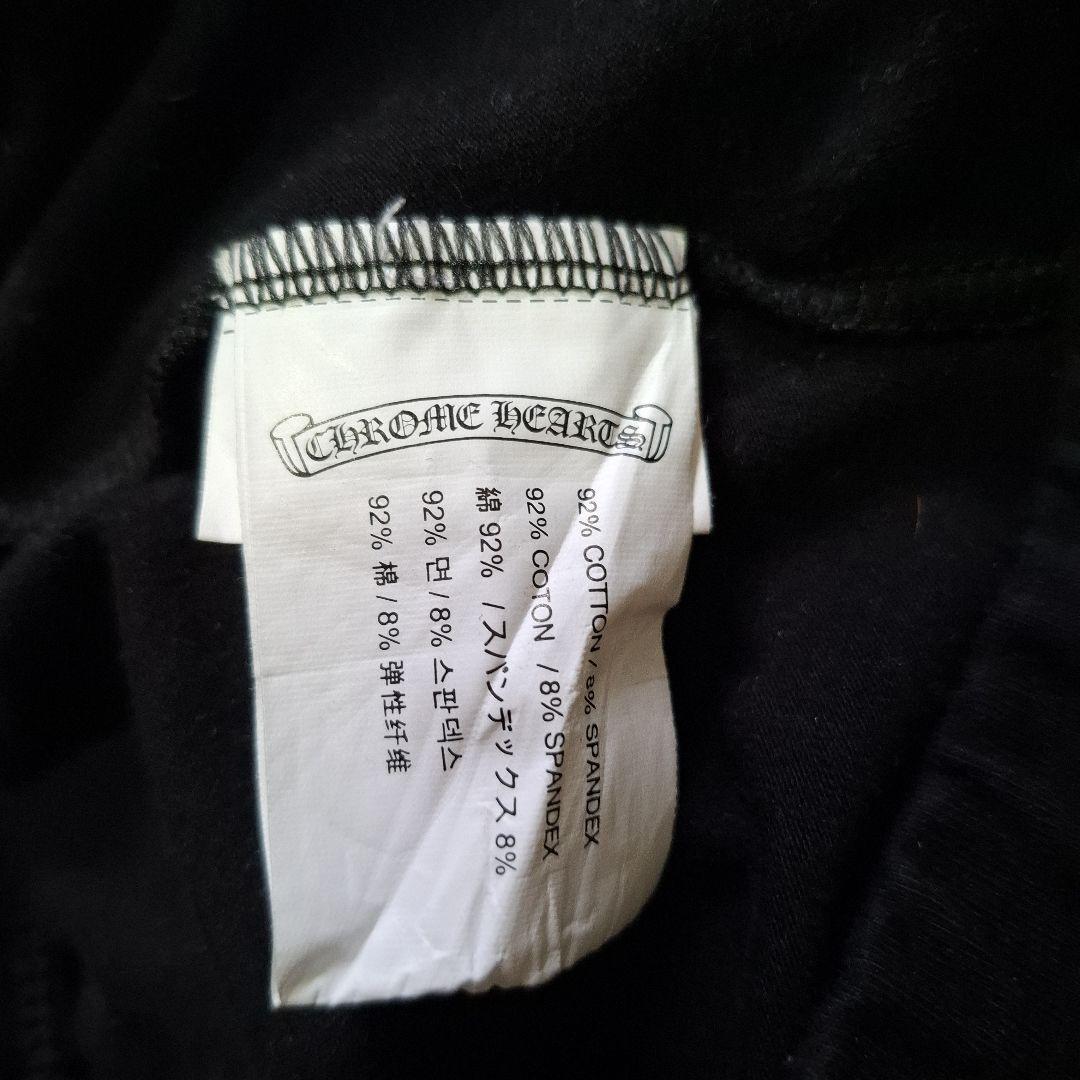 CHROME HEARTS
92% COTTON / 8% SPANDEX
92% COTON / 8% SPANDEX
綿 92% / スパンデックス 8%
92% 면 / 8% 스판덱스
92% 棉 / 8% 弹性纤维